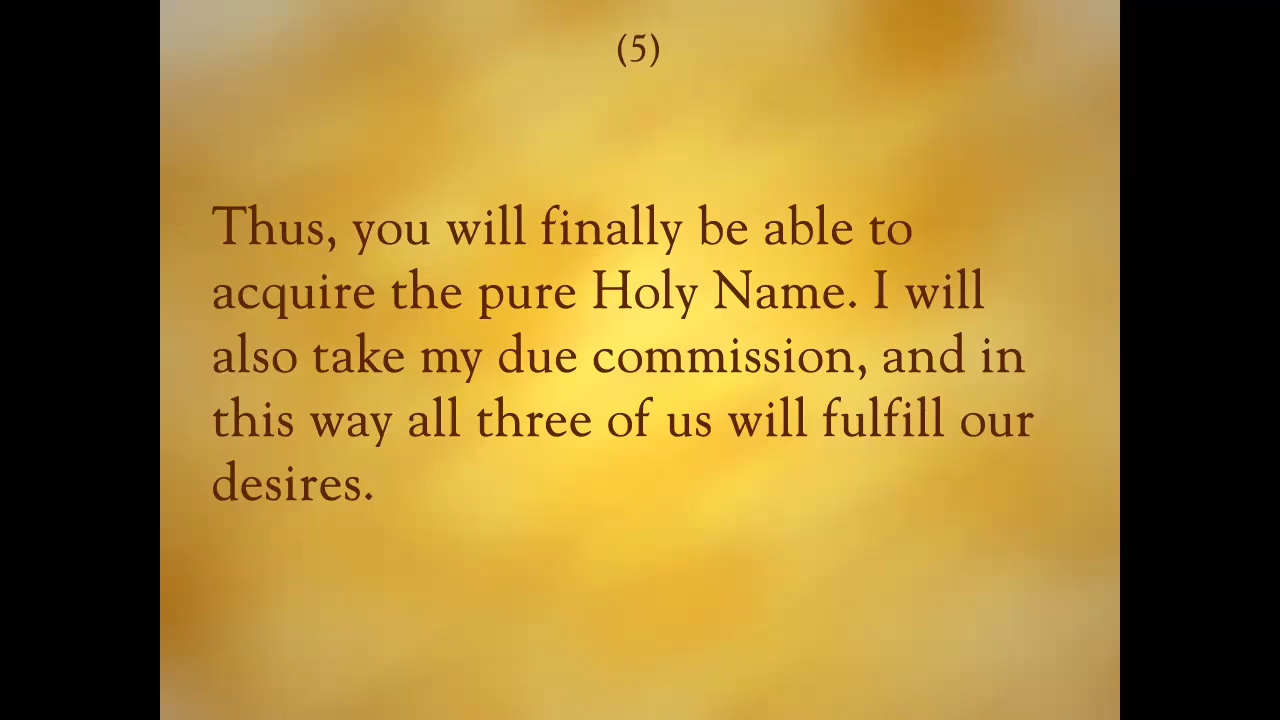 (5)
Thus, you will finally be able to
acquire the pure Holy Name. I will
also take my due commission, and in
this way all three of us will fulfill our
desires.